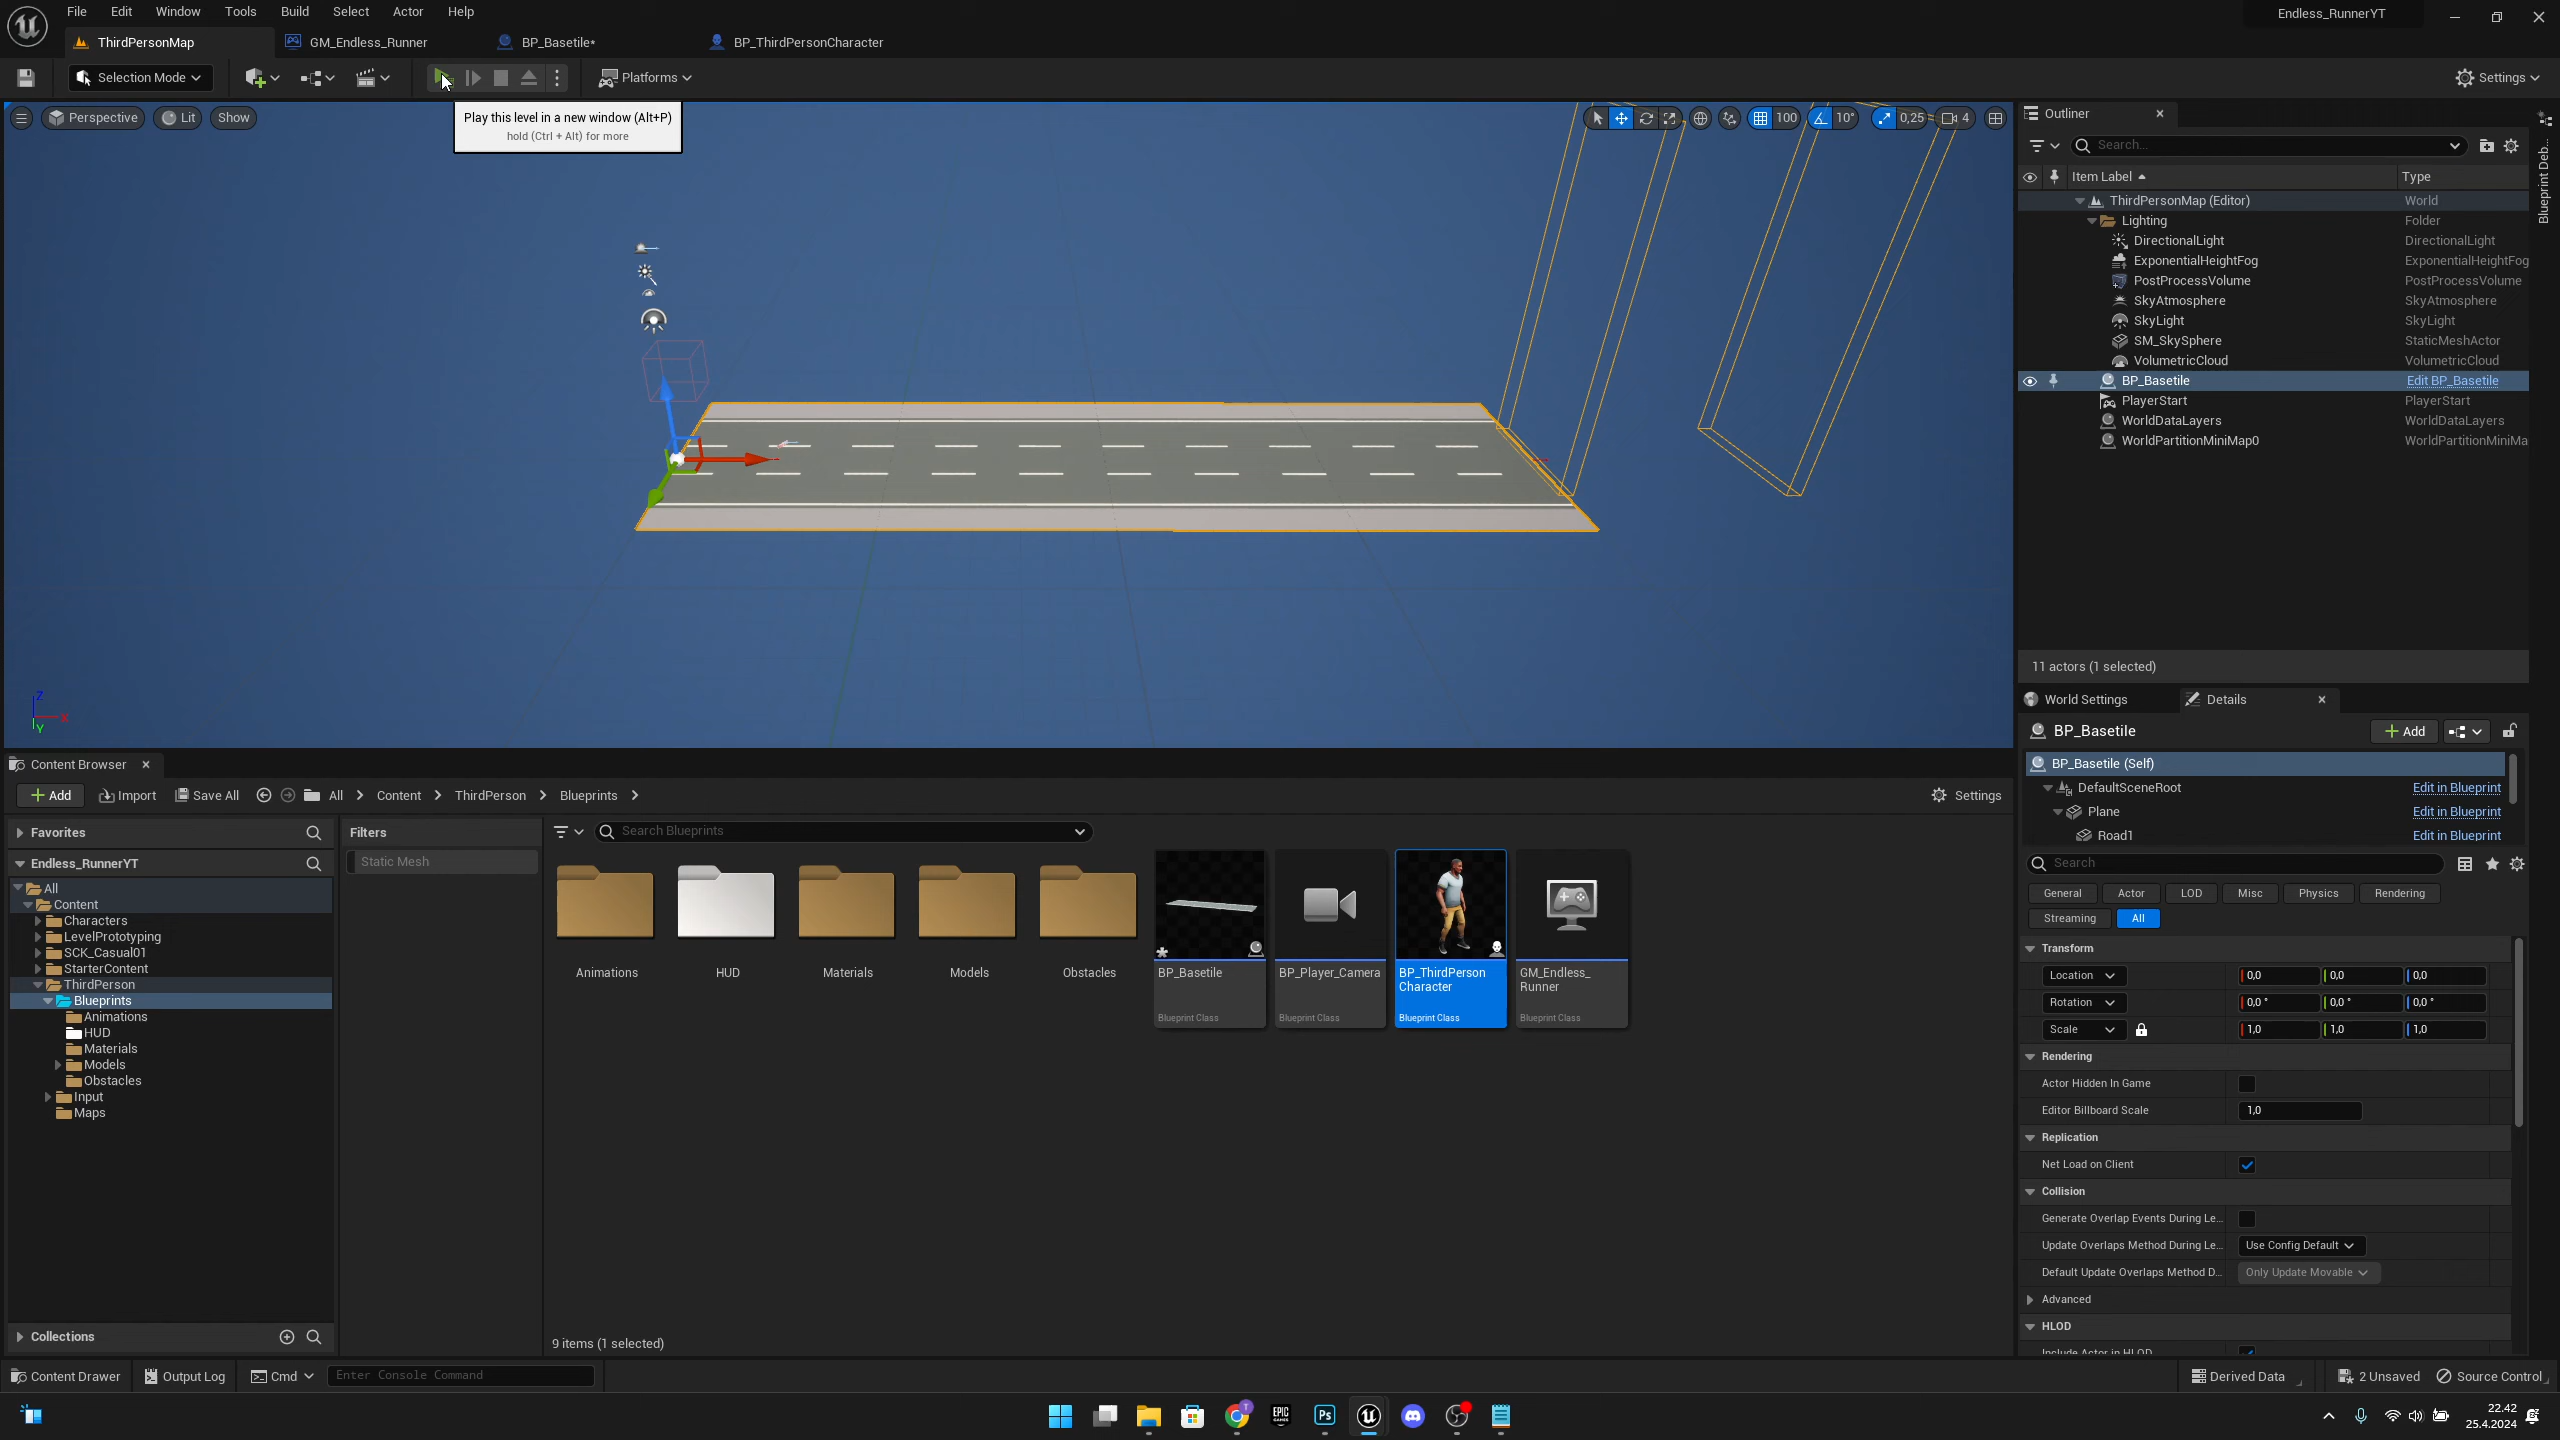 File Edit Window Tools Build Select Actor Help
Endless_RunnerYT
ThirdPersonMap
GM_Endless_Runner
BP_Basetile*
BP_ThirdPersonCharacter
Selection Mode
Platforms
Settings
Play this level in a new window (Alt+P)
hold (Ctrl + Alt) for more
Perspective
Lit
Show
100
10°
0,25
4
Z
X
Y
Outliner
Search...
Item Label
Type
ThirdPersonMap (Editor) World
Lighting Folder
DirectionalLight DirectionalLight
ExponentialHeightFog ExponentialHeightFog
PostProcessVolume PostProcessVolume
SkyAtmosphere SkyAtmosphere
SkyLight SkyLight
SM_SkySphere StaticMeshActor
VolumetricCloud VolumetricCloud
BP_Basetile Edit BP_Basetile
PlayerStart PlayerStart
WorldDataLayers WorldDataLayers
WorldPartitionMiniMap0 WorldPartitionMiniMa
11 actors (1 selected)
Blueprint Deb...
World Settings
Details
BP_Basetile
Add
BP_Basetile (Self)
DefaultSceneRoot Edit in Blueprint
Plane Edit in Blueprint
Road1 Edit in Blueprint
Search
General Actor LOD Misc Physics Rendering
Streaming All
Transform
Location 0,0 0,0 0,0
Rotation 0,0 ° 0,0 ° 0,0 °
Scale 1,0 1,0 1,0
Rendering
Actor Hidden In Game
Editor Billboard Scale 1,0
Replication
Net Load on Client
Collision
Generate Overlap Events During Le...
Update Overlaps Method During Le... Use Config Default
Default Update Overlaps Method D... Only Update Movable
Advanced
HLOD
Include Actor in HLOD
Content Browser
Add
Import
Save All
All
Content
ThirdPerson
Blueprints
Settings
Favorites
Endless_RunnerYT
All
Content
Characters
LevelPrototyping
SCK_Casual01
StarterContent
ThirdPerson
Blueprints
Animations
HUD
Materials
Models
Obstacles
Input
Maps
Collections
Filters
Static Mesh
Search Blueprints
Animations
HUD
Materials
Models
Obstacles
BP_Basetile
Blueprint Class
BP_Player_Camera
Blueprint Class
BP_ThirdPerson
Character
Blueprint Class
GM_Endless_
Runner
Blueprint Class
9 items (1 selected)
Content Drawer
Output Log
Cmd
Enter Console Command
Derived Data
2 Unsaved
Source Control
T
EPIC
GAMES
Ps
22.42
25.4.2024